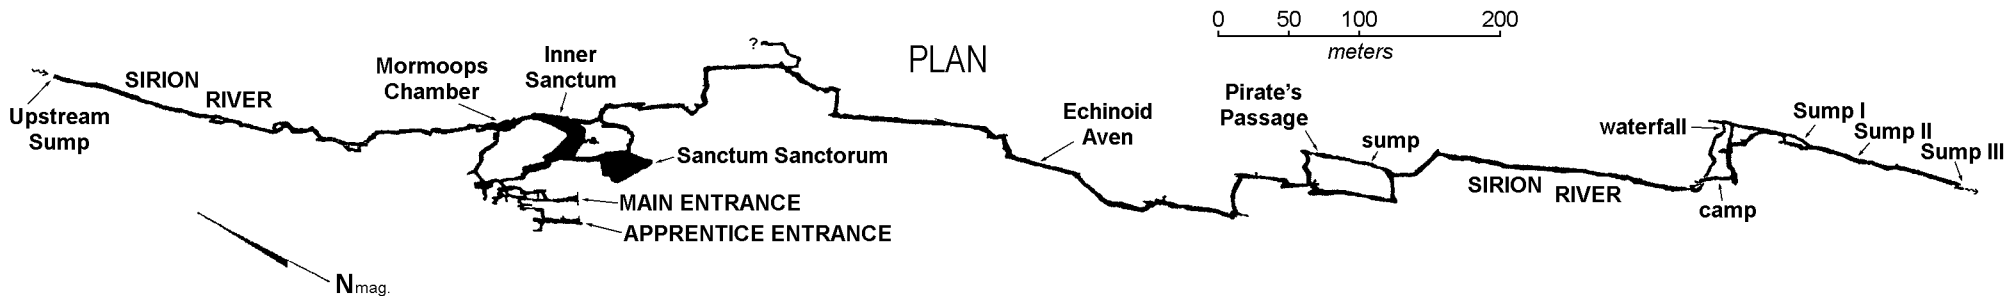 0 50 100 200
meters
PLAN
?
Inner
Sanctum
Mormoops
Chamber
SIRION
RIVER
Upstream
Sump
Sanctum Sanctorum
MAIN ENTRANCE
APPRENTICE ENTRANCE
Nmag.
Echinoid
Aven
Pirate's
Passage
sump
SIRION
RIVER
waterfall
camp
Sump I
Sump II
Sump III